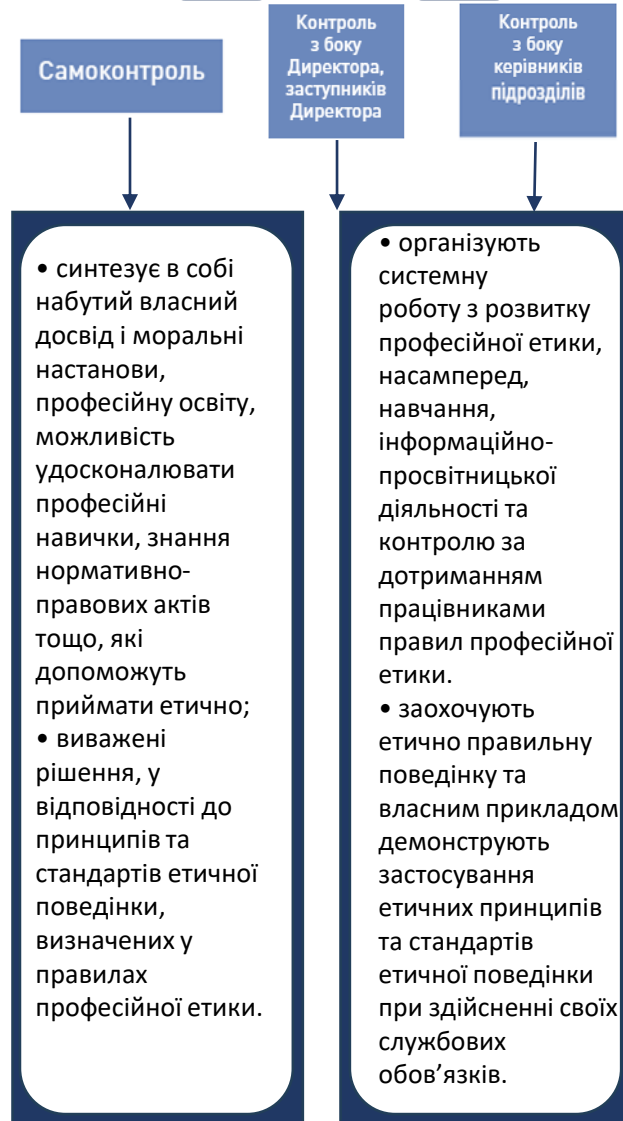 Самоконтроль
Контроль
з боку
Директора,
заступників
Директора
Контроль
з боку
керівників
підрозділів
• синтезує в собі
набутий власний
досвід і моральні
настанови,
професійну освіту,
можливість
удосконалювати
професійні
навички, знання
нормативно-
правових актів
тощо, які
допоможуть
приймати етично;
• виважені
рішення, у
відповідності до
принципів та
стандартів етичної
поведінки,
визначених у
правилах
професійної етики.
• організують
системну
роботу з розвитку
професійної етики,
насамперед,
навчання,
інформаційно-
просвітницької
діяльності та
контролю за
дотриманням
працівниками
правил професійної
етики.
• заохочують
етично правильну
поведінку та
власним прикладом
демонструють
застосування
етичних принципів
та стандартів
етичної поведінки
при здійсненні своїх
службових
обов’язків.